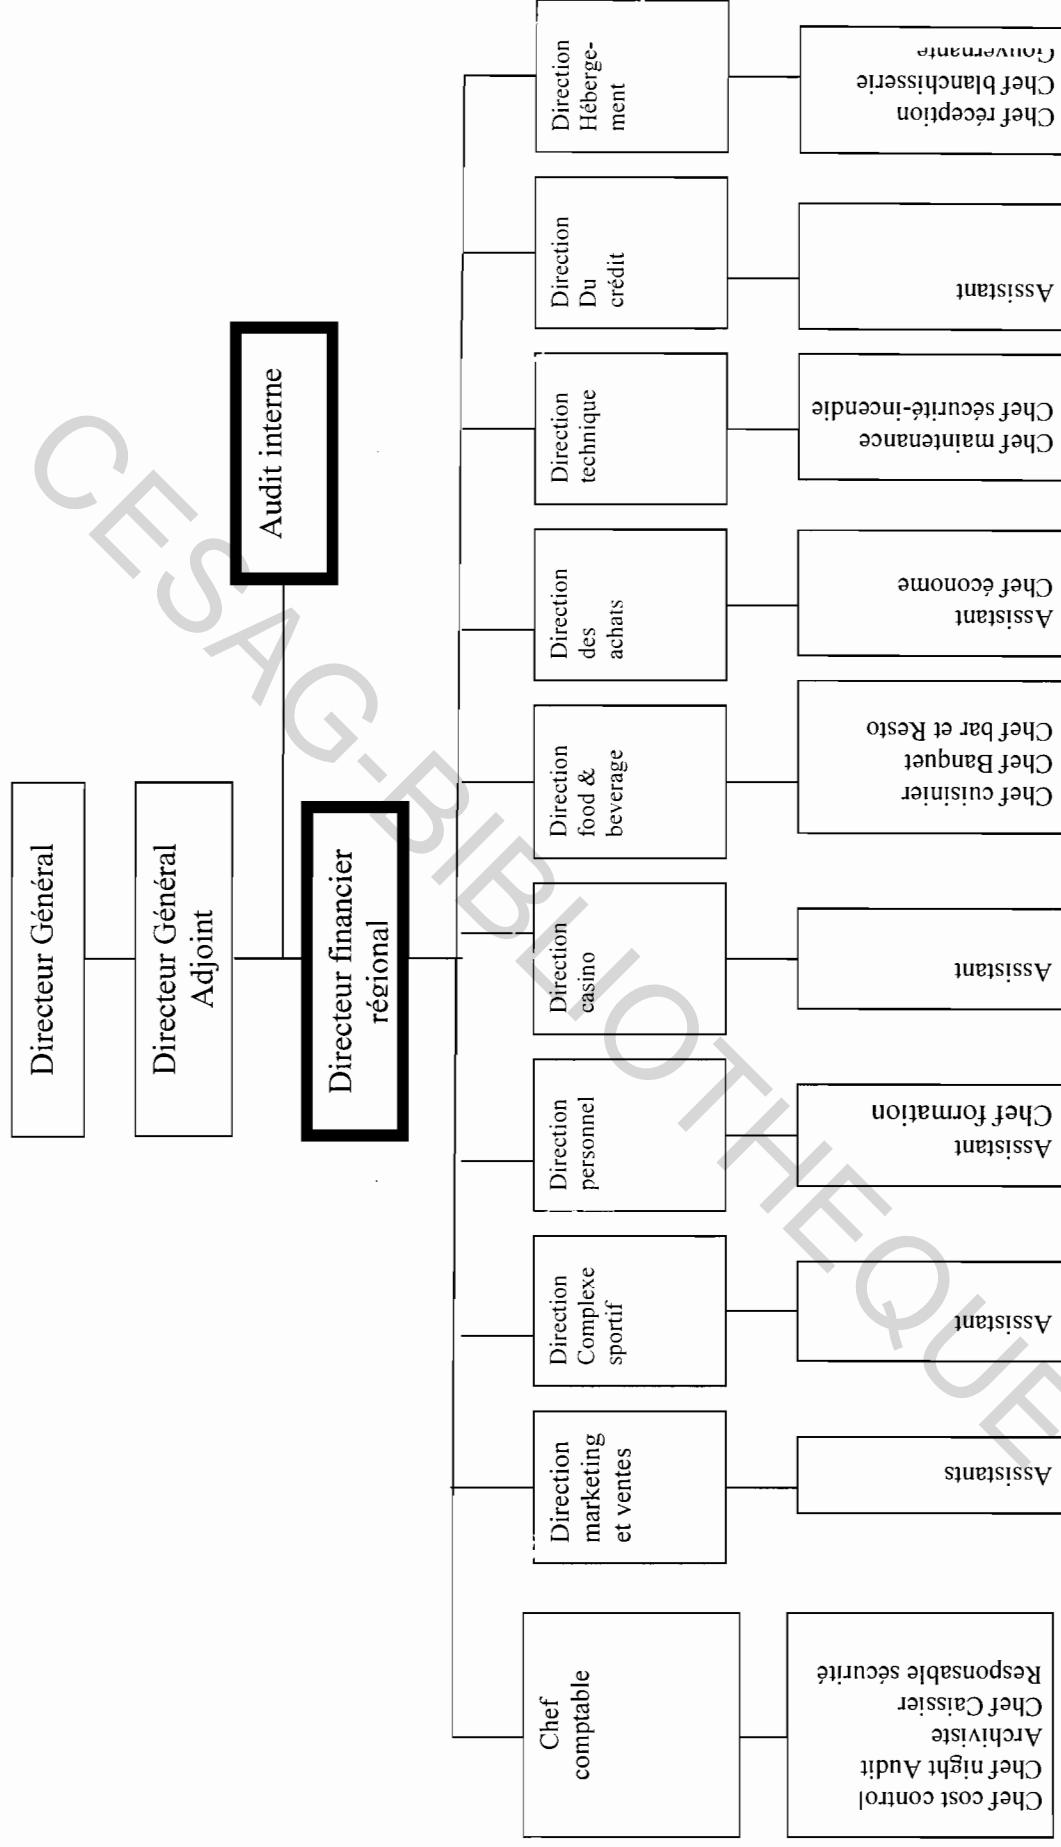 Directeur Général
Directeur Général
Adjoint
Audit interne
Directeur financier
régional
Chef
comptable
Direction
marketing
et ventes
Direction
Complexe
sportif
Direction
personnel
Direction
casino
Direction
food &
beverage
Direction
des
achats
Direction
technique
Direction
Du
crédit
Direction
Héberge-
ment
Chef cost control
Chef night Audit
Archiviste
Chef Caissier
Responsable sécurité
Assistants
Assistant
Assistant
Chef formation
Assistant
Chef cuisinier
Chef Banquet
Chef bar et Resto
Assistant
Chef économe
Chef maintenance
Chef sécurité-incendie
Assistant
Chef réception
Chef blanchisserie
Gouvernante
CESAG-BIBLIOTHEQUE